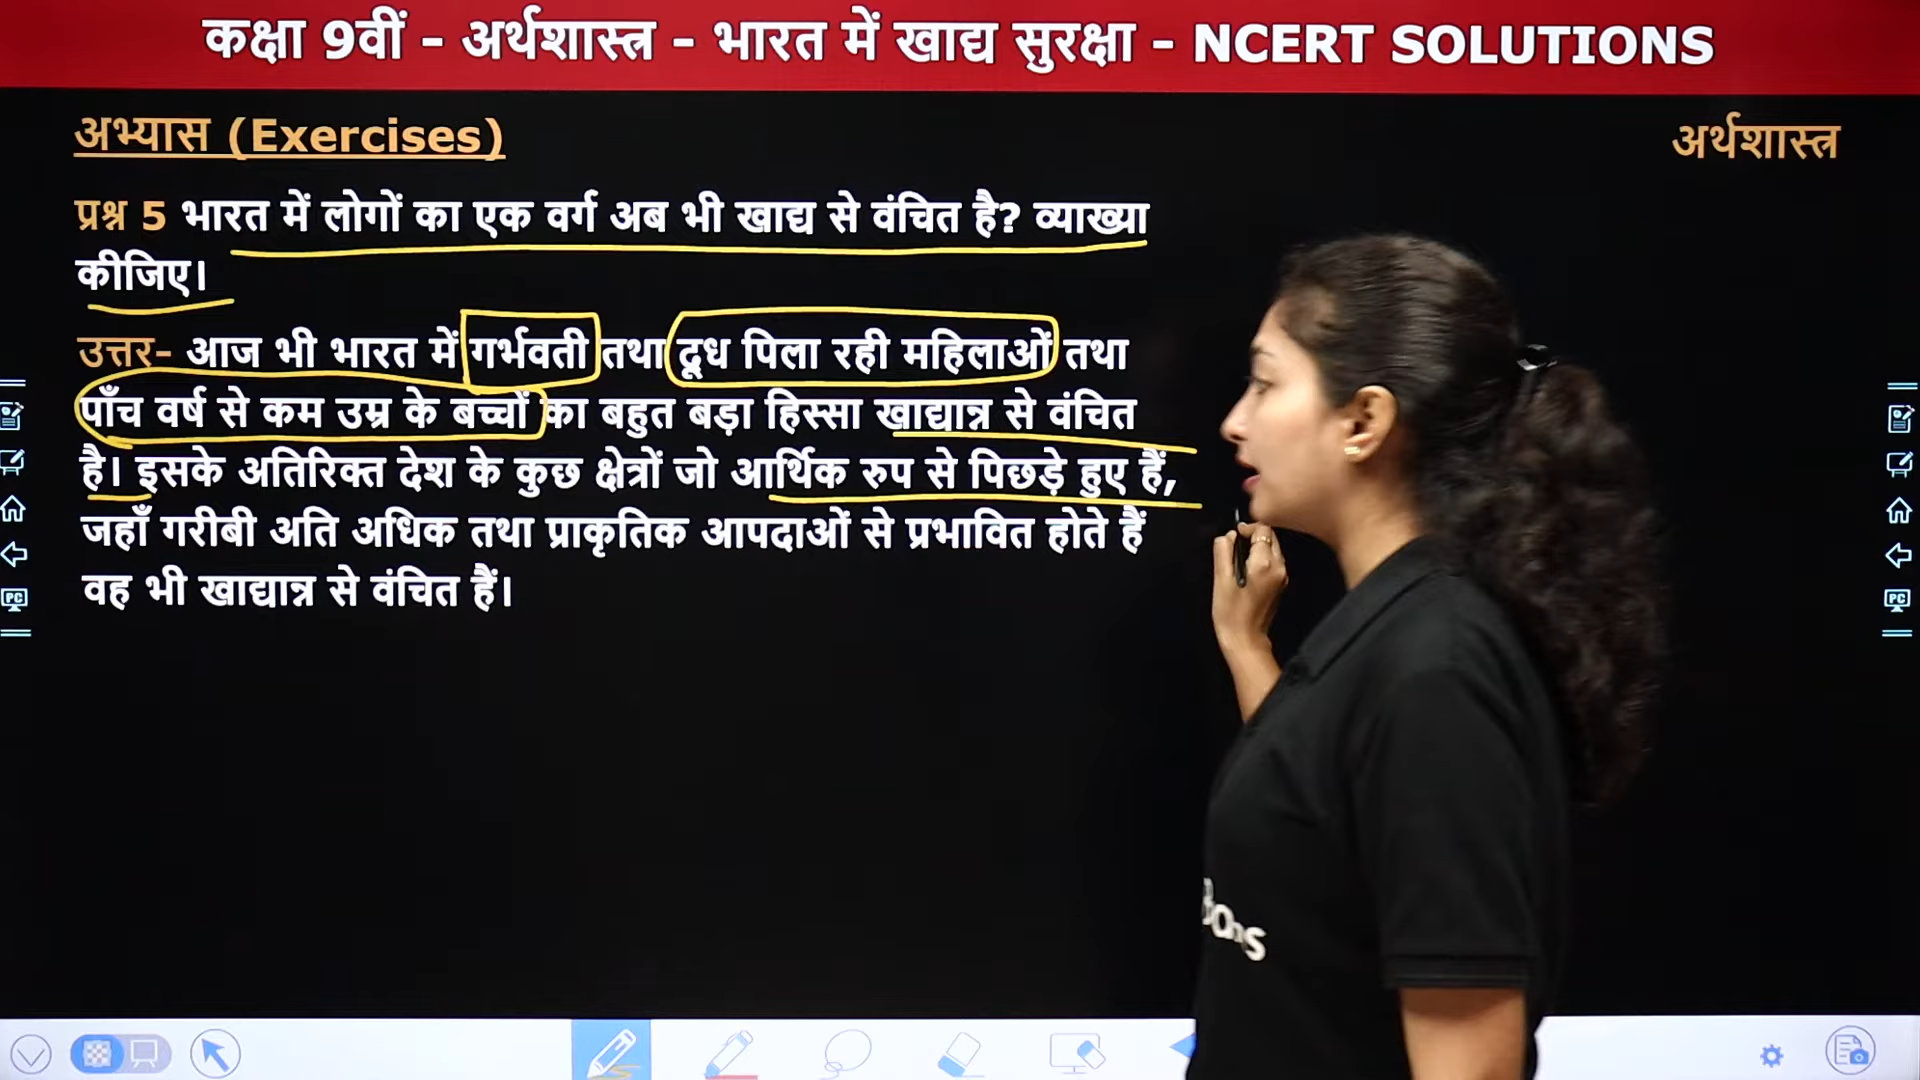 कक्षा 9वीं - अर्थशास्त्र - भारत में खाद्य सुरक्षा - NCERT SOLUTIONS
अभ्यास (Exercises)
अर्थशास्त्र
प्रश्न 5 भारत में लोगों का एक वर्ग अब भी खाद्य से वंचित है? व्याख्या
कीजिए।
उत्तर- आज भी भारत में गर्भवती तथा दूध पिला रही महिलाओं तथा
पाँच वर्ष से कम उम्र के बच्चों का बहुत बड़ा हिस्सा खाद्यान्न से वंचित
है। इसके अतिरिक्त देश के कुछ क्षेत्रों जो आर्थिक रुप से पिछड़े हुए हैं,
जहाँ गरीबी अति अधिक तथा प्राकृतिक आपदाओं से प्रभावित होते हैं
वह भी खाद्यान्न से वंचित हैं।
PC
PC